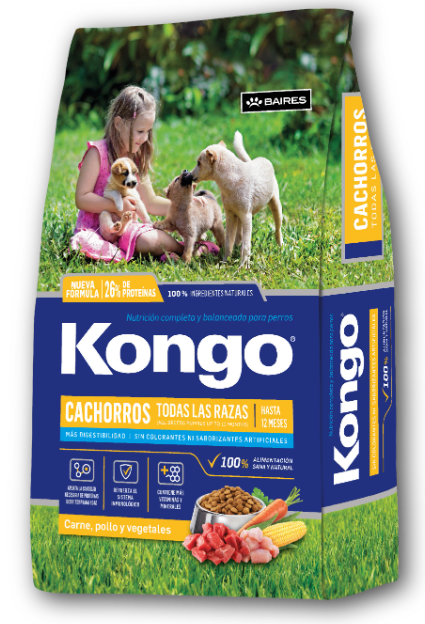 BAIRES
NUEVA
FÓRMULA
26% DE
PROTEÍNAS
100% INGREDIENTES NATURALES
Nutrición completa y balanceada para perros
Kongo®
CACHORROS
TODAS LAS RAZAS
HASTA
12 MESES
MÁS DIGESTIBILIDAD | SIN COLORANTES NI SABORIZANTES ARTIFICIALES
100% ALIMENTACIÓN
SANA Y NATURAL
Carne, pollo y vegetales
CACHORROS
TODAS LAS
Kongo
100%